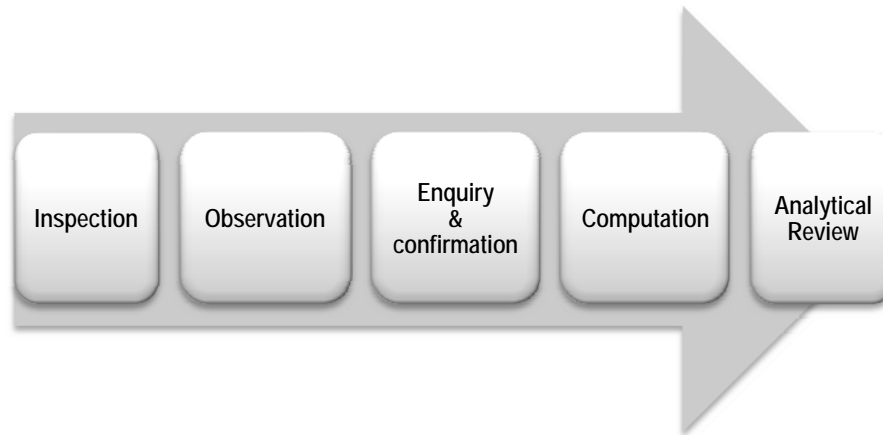 Inspection
Observation
Enquiry
&
confirmation
Computation
Analytical
Review